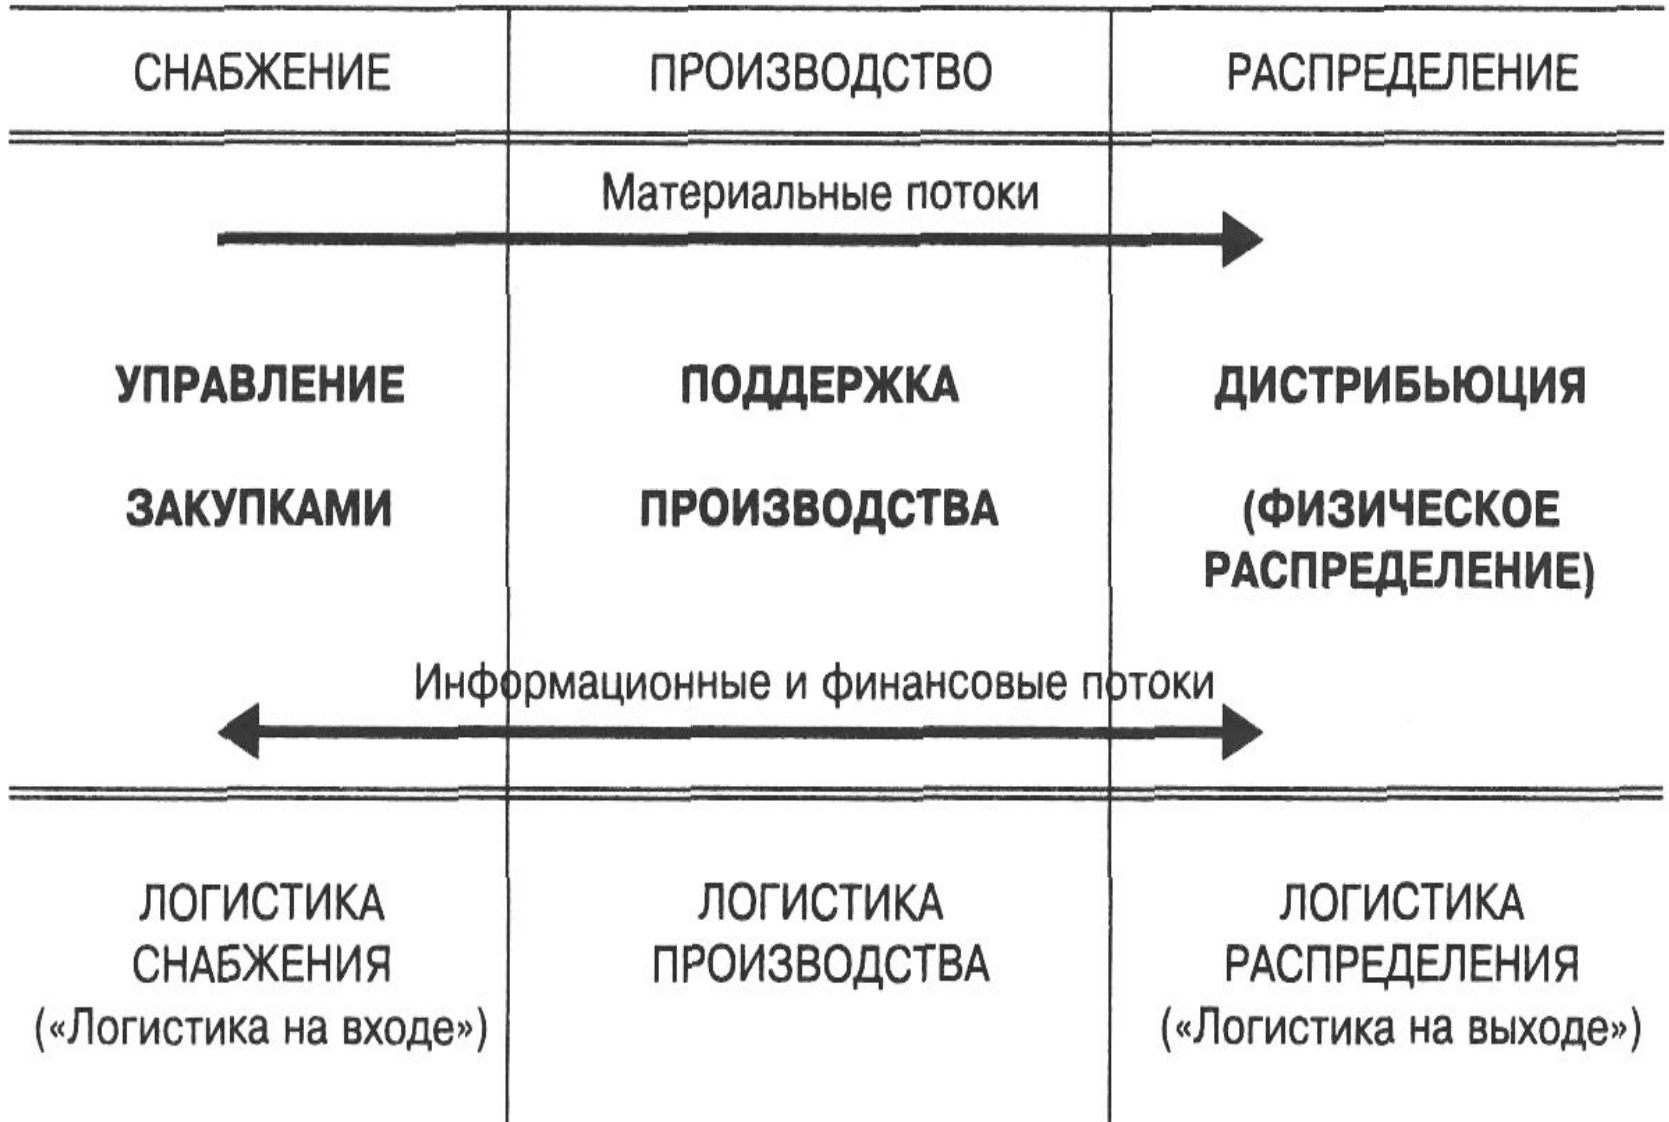 СНАБЖЕНИЕ
ПРОИЗВОДСТВО
РАСПРЕДЕЛЕНИЕ
Материальные потоки
УПРАВЛЕНИЕ
ЗАКУПКАМИ
ПОДДЕРЖКА
ПРОИЗВОДСТВА
ДИСТРИБЬЮЦИЯ
(ФИЗИЧЕСКОЕ
РАСПРЕДЕЛЕНИЕ)
Информационные и финансовые потоки
ЛОГИСТИКА
СНАБЖЕНИЯ
(«Логистика на входе»)
ЛОГИСТИКА
ПРОИЗВОДСТВА
ЛОГИСТИКА
РАСПРЕДЕЛЕНИЯ
(«Логистика на выходе»)